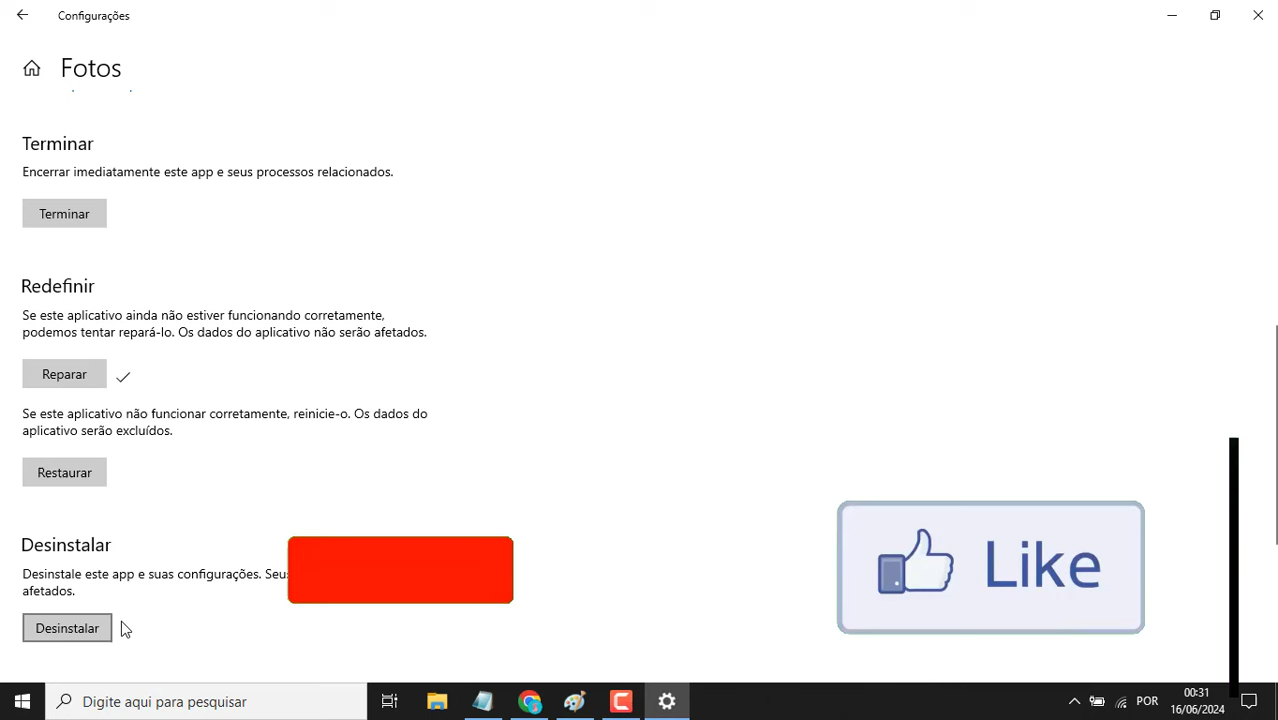 Configurações
Fotos
Terminar
Encerrar imediatamente este app e seus processos relacionados.
Terminar
Redefinir
Se este aplicativo ainda não estiver funcionando corretamente,
podemos tentar repará-lo. Os dados do aplicativo não serão afetados.
Reparar
Se este aplicativo não funcionar corretamente, reinicie-o. Os dados do
aplicativo serão excluídos.
Restaurar
Desinstalar
Desinstale este app e suas configurações. Seus
afetados.
Desinstalar
Like
Digite aqui para pesquisar
POR
00:31
16/06/2024